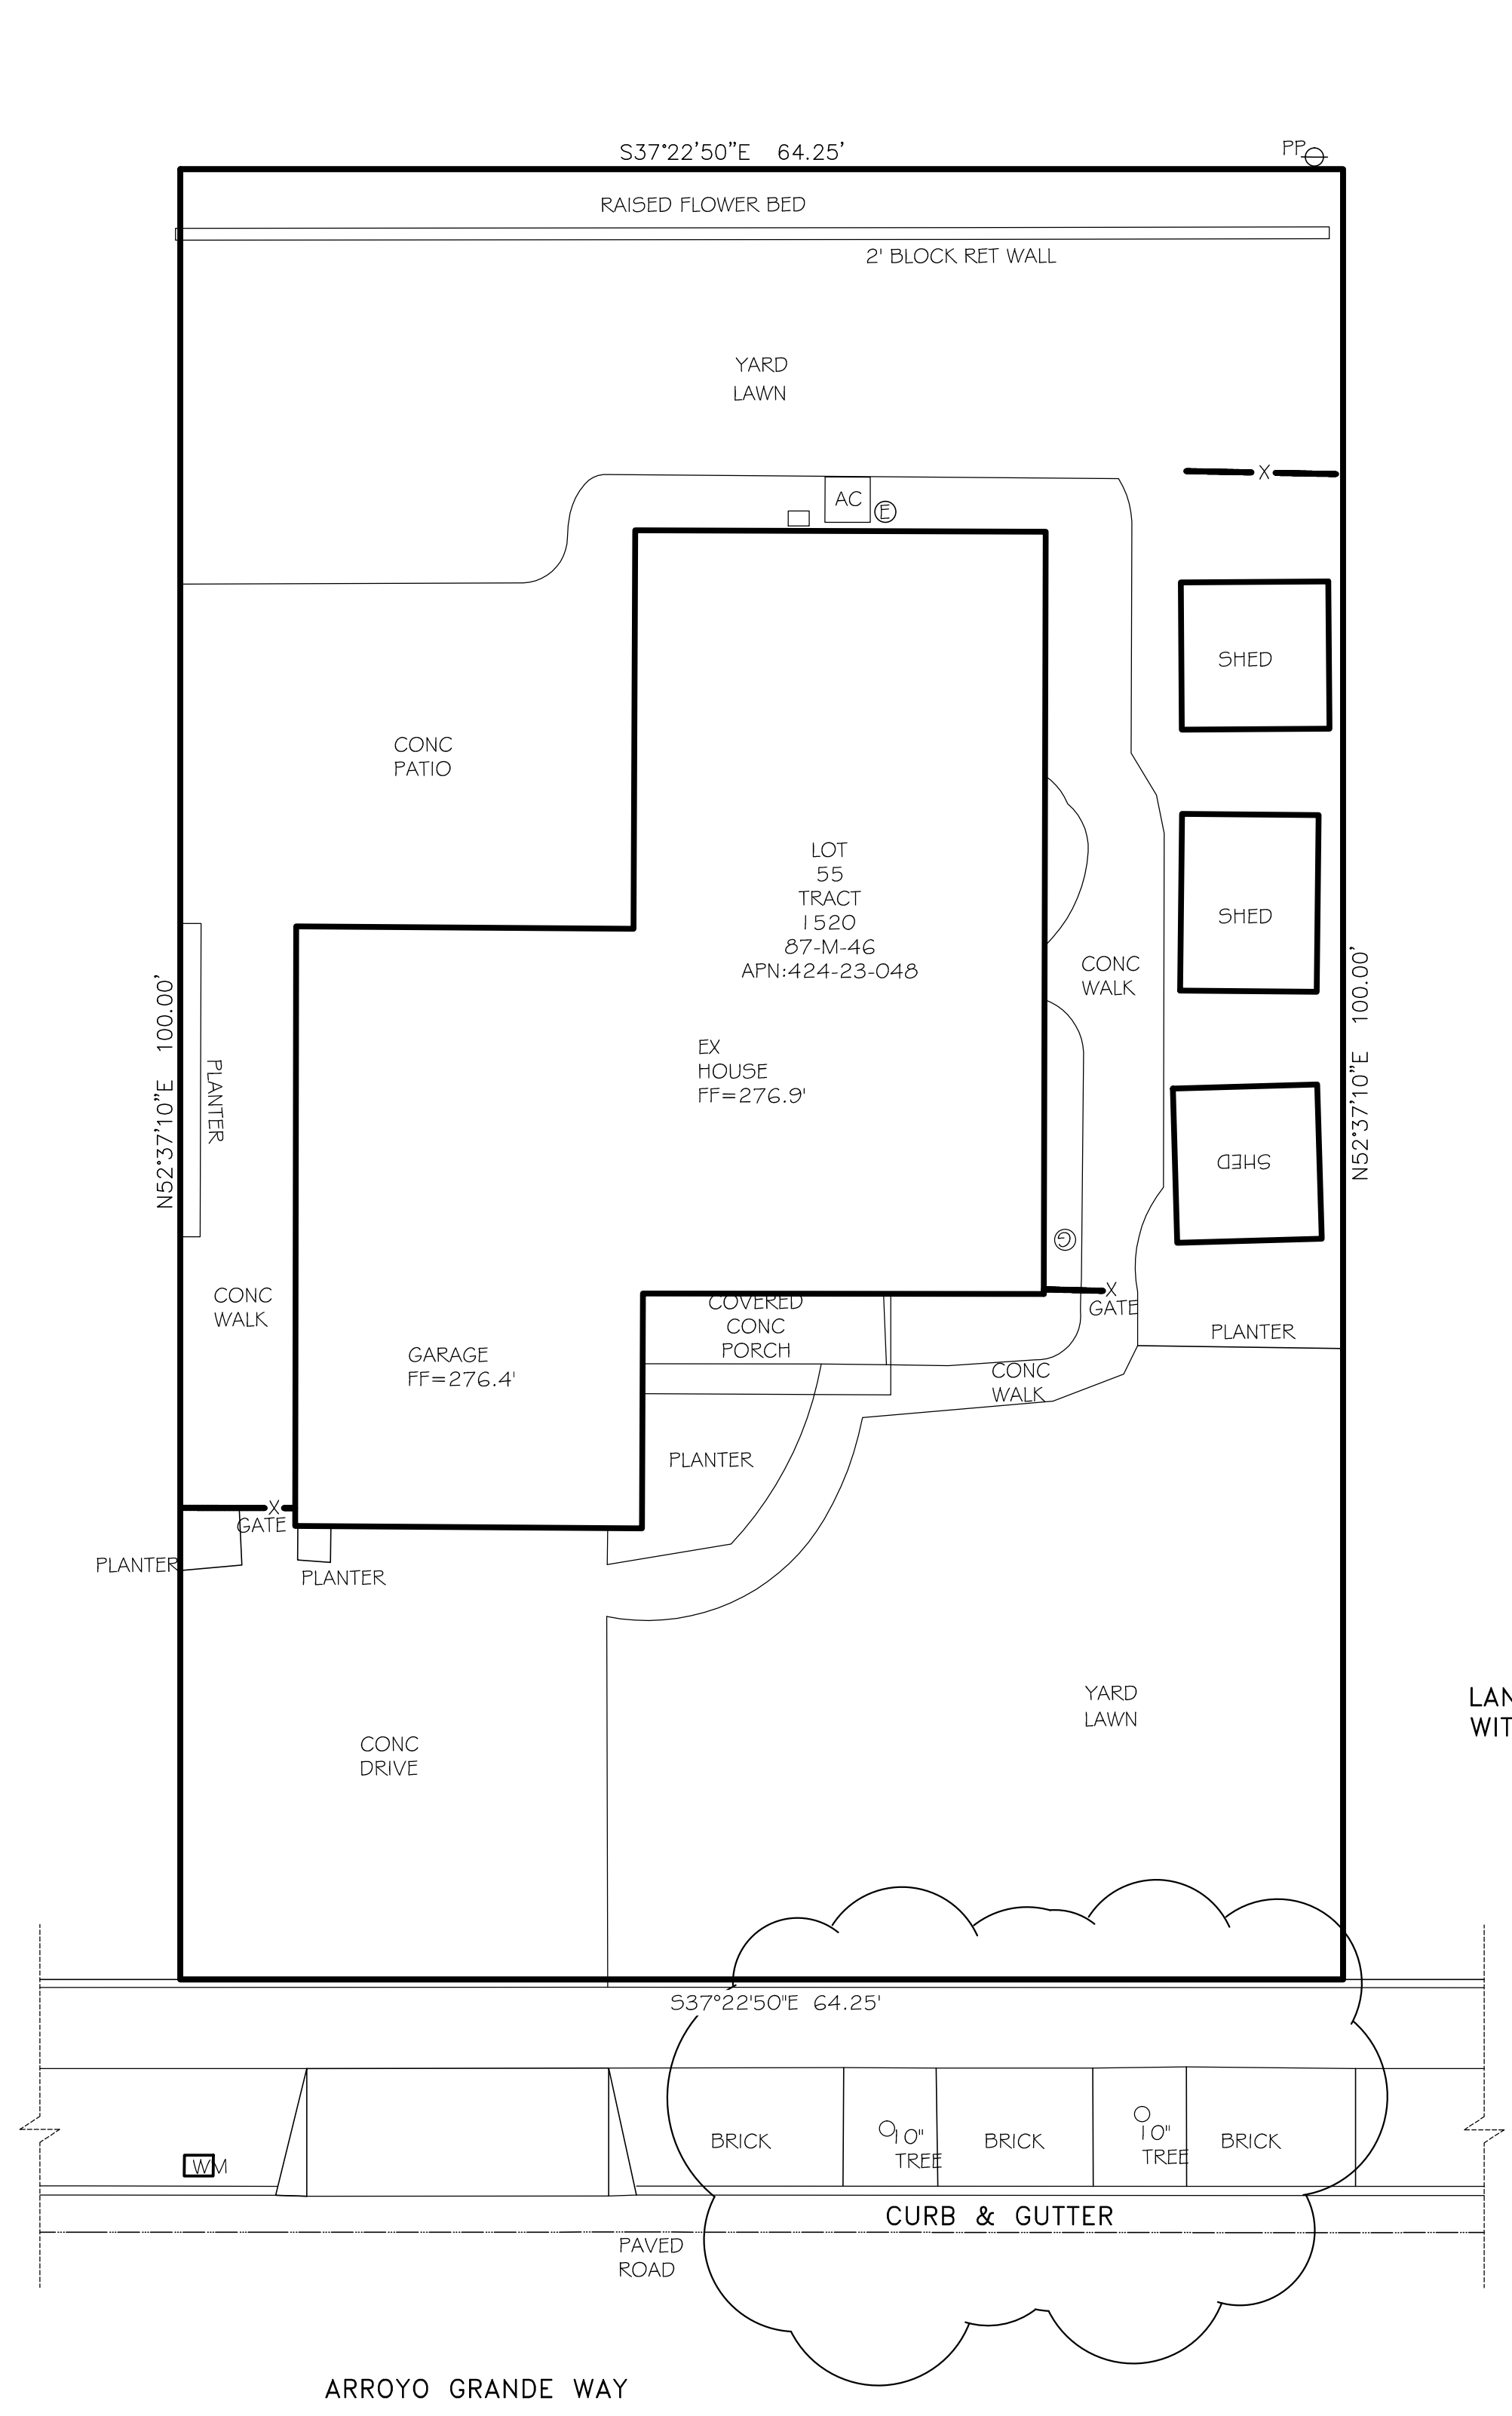 S37°22'50"E 64.25'
PP
RAISED FLOWER BED
2' BLOCK RET WALL
YARD
LAWN
X
AC
E
SHED
CONC
PATIO
LOT
55
TRACT
1520
87-M-46
APN:424-23-048
SHED
CONC
WALK
N52°37'10"E 100.00'
N52°37'10"E 100.00'
PLANTER
EX
HOUSE
FF=276.9'
SHED
G
X
GATE
CONC
WALK
COVERED
CONC
PORCH
PLANTER
GARAGE
FF=276.4'
CONC
WALK
PLANTER
X
GATE
PLANTER
PLANTER
YARD
LAWN
LAN
WIT
CONC
DRIVE
S37°22'50"E 64.25'
BRICK
10"
TREE
BRICK
10"
TREE
BRICK
WM
CURB & GUTTER
PAVED
ROAD
ARROYO GRANDE WAY